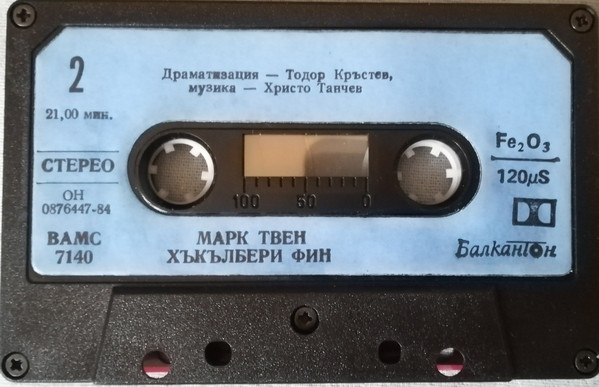 2
Драматизация — Тодор Кръстев,
музика — Христо Танчев
21,00 мин.
СТЕРЕО
ОН
0876447-84
ВАМС
7140
100 50 0
Fe2O3
120μS
Балкантон
МАРК ТВЕН
ХЪКЪЛБЕРИ ФИН